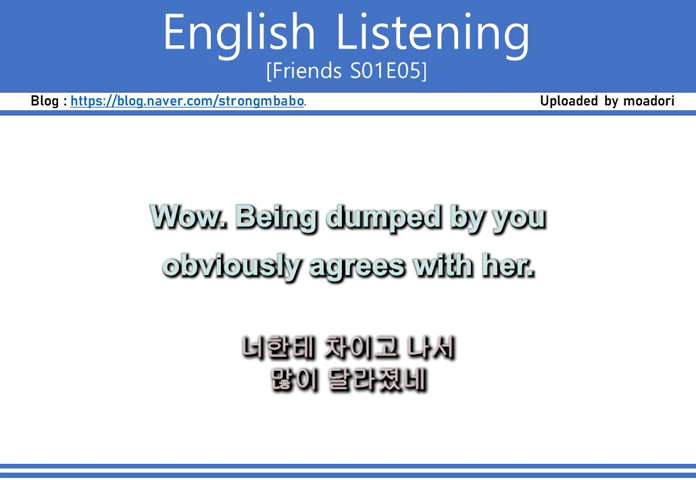 English Listening
[Friends S01E05]
Blog : https://blog.naver.com/strongmbabo. Uploaded by moadori
Wow. Being dumped by you
obviously agrees with her.
너한테 차이고 나서
많이 달라졌네